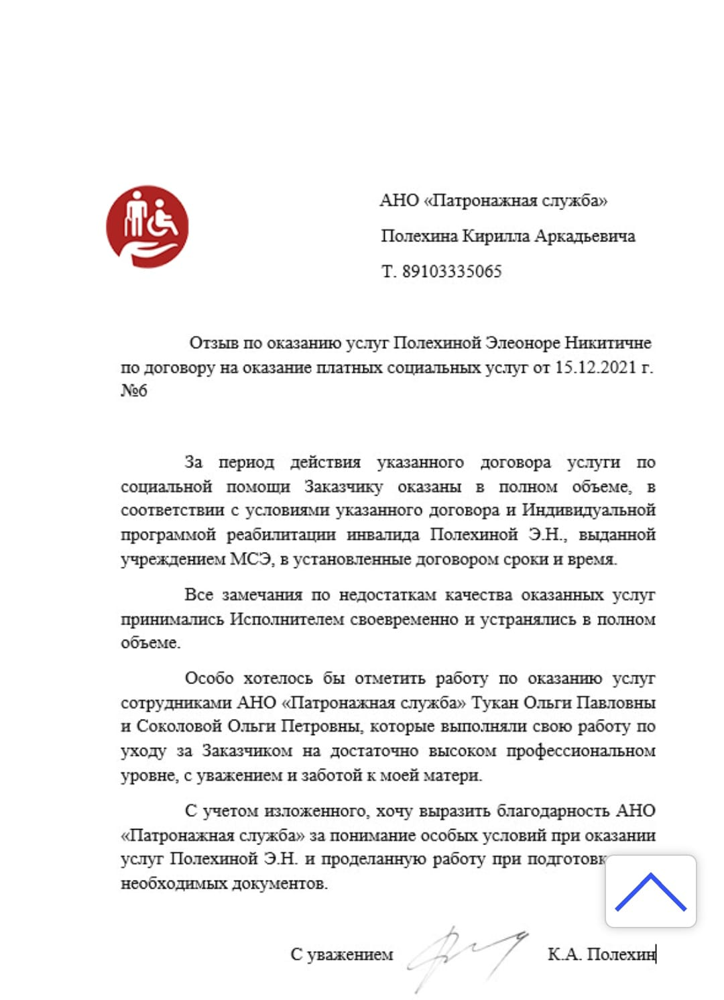 АНО «Патронажная служба»
Полехина Кирилла Аркадьевича
Т. 89103335065
Отзыв по оказанию услуг Полехиной Элеоноре Никитичне
по договору на оказание платных социальных услуг от 15.12.2021 г.
№6
За период действия указанного договора услуги по
социальной помощи Заказчику оказаны в полном объеме, в
соответствии с условиями указанного договора и Индивидуальной
программой реабилитации инвалида Полехиной Э.Н., выданной
учреждением МСЭ, в установленные договором сроки и время.
Все замечания по недостаткам качества оказанных услуг
принимались Исполнителем своевременно и устранялись в полном
объеме.
Особо хотелось бы отметить работу по оказанию услуг
сотрудниками АНО «Патронажная служба» Тукан Ольги Павловны
и Соколовой Ольги Петровны, которые выполняли свою работу по
уходу за Заказчиком на достаточно высоком профессиональном
уровне, с уважением и заботой к моей матери.
С учетом изложенного, хочу выразить благодарность АНО
«Патронажная служба» за понимание особых условий при оказании
услуг Полехиной Э.Н. и проделанную работу при
необходимых документов.
С уважением К.А. Полехин